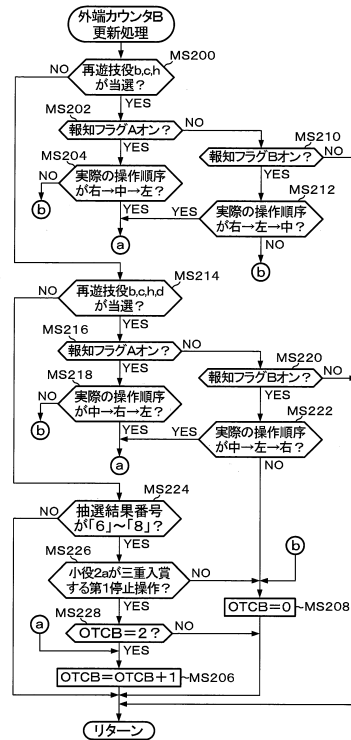 外端カウンタB
更新処理
MS200
NO
再遊技役b,c,h
が当選？
YES
MS202
報知フラグAオン？
NO
MS210
報知フラグBオン？
NO
MS204
YES
YES
MS212
NO
実際の操作順序
が右→中→左？
YES
実際の操作順序
が右→左→中？
b
YES
NO
a
b
MS214
NO
再遊技役b,c,h,d
が当選？
MS216
YES
報知フラグAオン？
NO
MS220
報知フラグBオン？
NO
MS218
YES
YES
MS222
NO
実際の操作順序
が中→右→左？
YES
実際の操作順序
が中→左→右？
b
YES
NO
a
MS224
NO
抽選結果番号
が「6」～「8」？
MS226
YES
b
小役2aが三重入賞
する第1停止操作？
NO
MS228
YES
OTCB=0
MS208
a
OTCB=2？
NO
YES
OTCB=OTCB+1
MS206
リターン